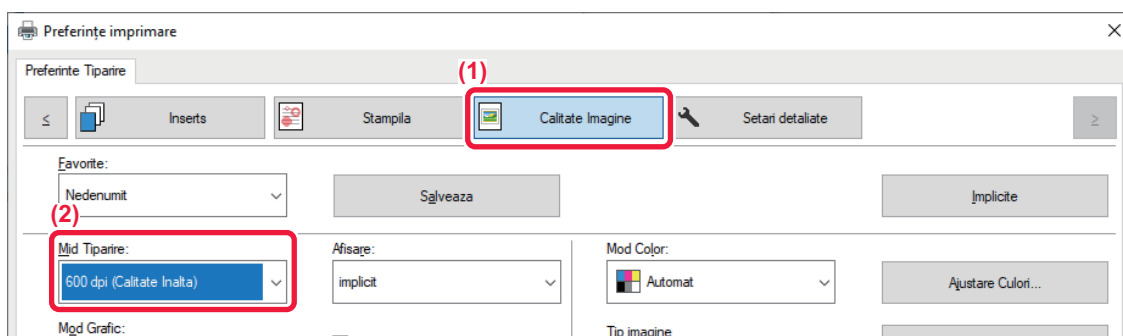 Preferințe imprimare
Preferinte Tiparire
(1)
< Inserts Stampila Calitate Imagine Setari detaliate >
Favorite:
Nedenumit Salveaza Implicite
(2)
Mid Tiparire: Afisare: Mod Color:
600 dpi (Calitate Inalta) implicit Automat Ajustare Culori...
Mod Grafic: Tip imagine